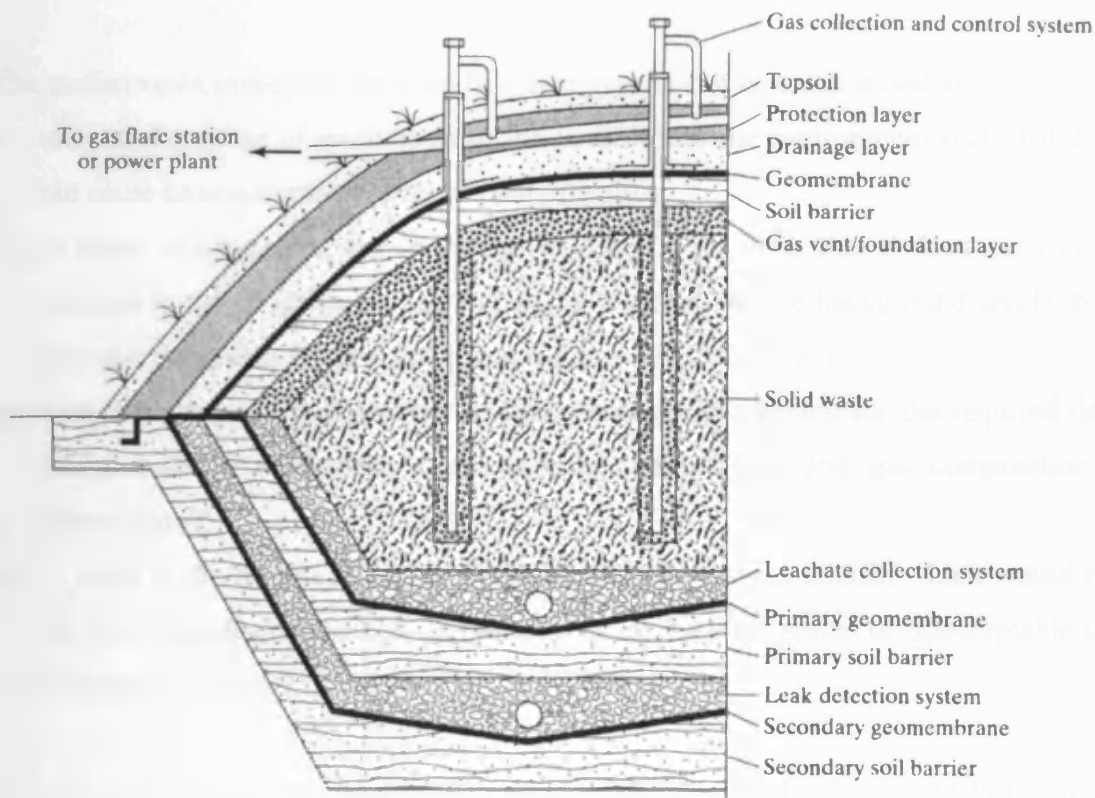 Gas collection and control system
Topsoil
Protection layer
To gas flare station
or power plant
Drainage layer
Geomembrane
Soil barrier
Gas vent/foundation layer
Solid waste
Leachate collection system
Primary geomembrane
Primary soil barrier
Leak detection system
Secondary geomembrane
Secondary soil barrier